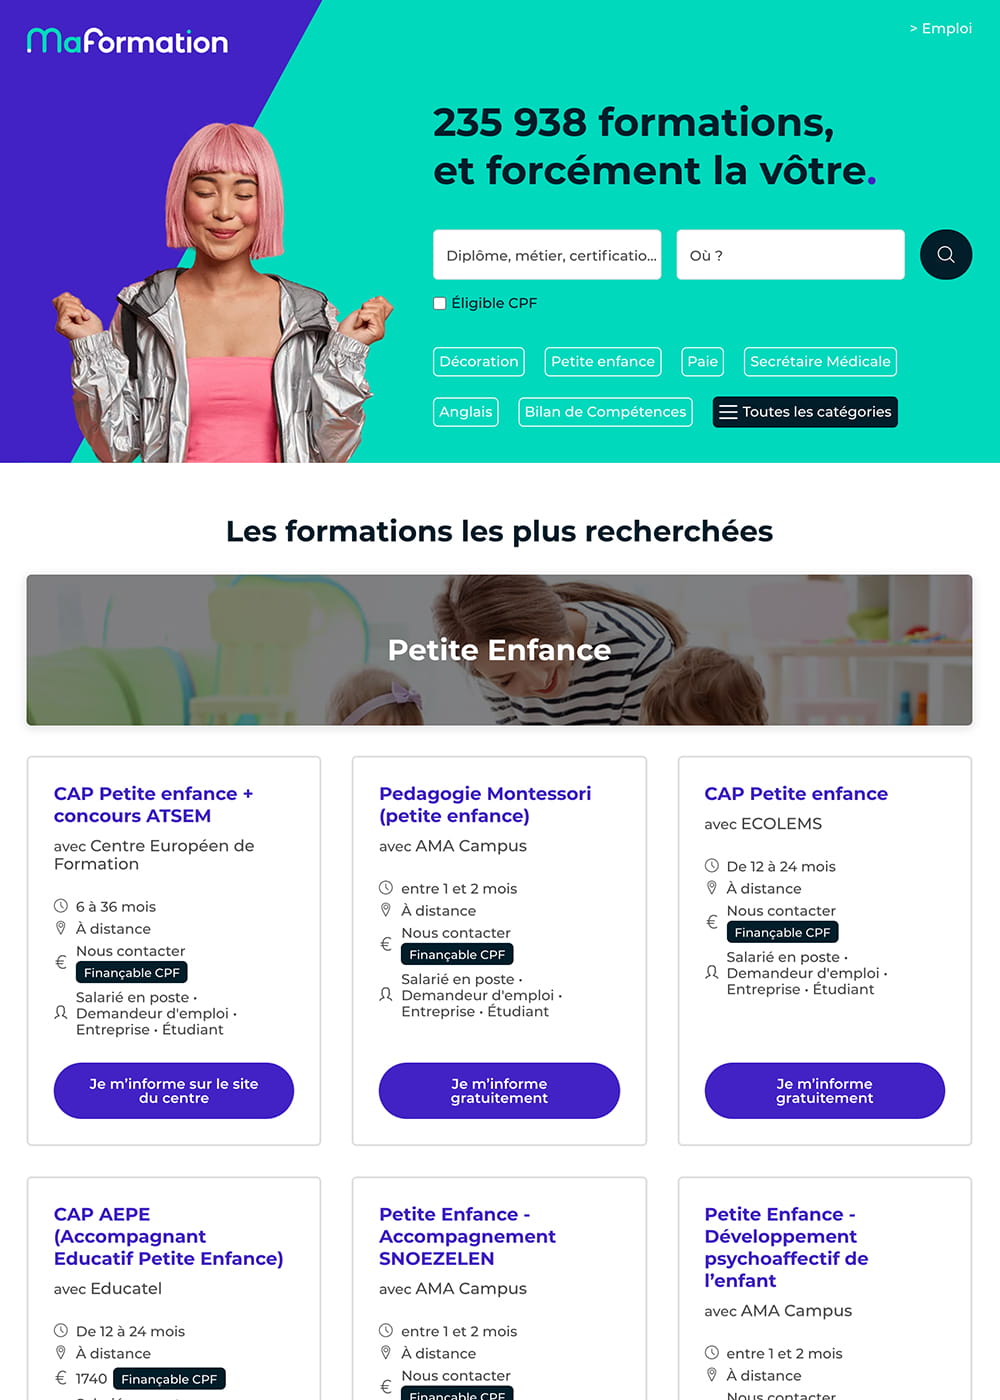 MaFormation
> Emploi
235 938 formations,
et forcément la vôtre.
Diplôme, métier, certificatio...
Où ?
Éligible CPF
Décoration
Petite enfance
Paie
Secrétaire Médicale
Anglais
Bilan de Compétences
Toutes les catégories
Les formations les plus recherchées
Petite Enfance
CAP Petite enfance +
concours ATSEM
avec Centre Européen de
Formation
6 à 36 mois
À distance
Nous contacter
Finançable CPF
Salarié en poste •
Demandeur d'emploi •
Entreprise • Étudiant
Je m’informe sur le site
du centre
Pedagogie Montessori
(petite enfance)
avec AMA Campus
entre 1 et 2 mois
À distance
€ Nous contacter
Finançable CPF
Salarié en poste •
Demandeur d'emploi •
Entreprise • Étudiant
Je m’informe
gratuitement
CAP Petite enfance
avec ECOLEMS
De 12 à 24 mois
À distance
Nous contacter
Finançable CPF
Salarié en poste •
Demandeur d'emploi •
Entreprise • Étudiant
Je m’informe
gratuitement
CAP AEPE
(Accompagnant
Educatif Petite Enfance)
avec Educatel
De 12 à 24 mois
À distance
€ 1740 Finançable CPF
Petite Enfance -
Accompagnement
SNOEZELEN
avec AMA Campus
entre 1 et 2 mois
À distance
Nous contacter
Finançable CPF
Petite Enfance -
Développement
psychoaffectif de
l’enfant
avec AMA Campus
entre 1 et 2 mois
À distance
Nous contacter